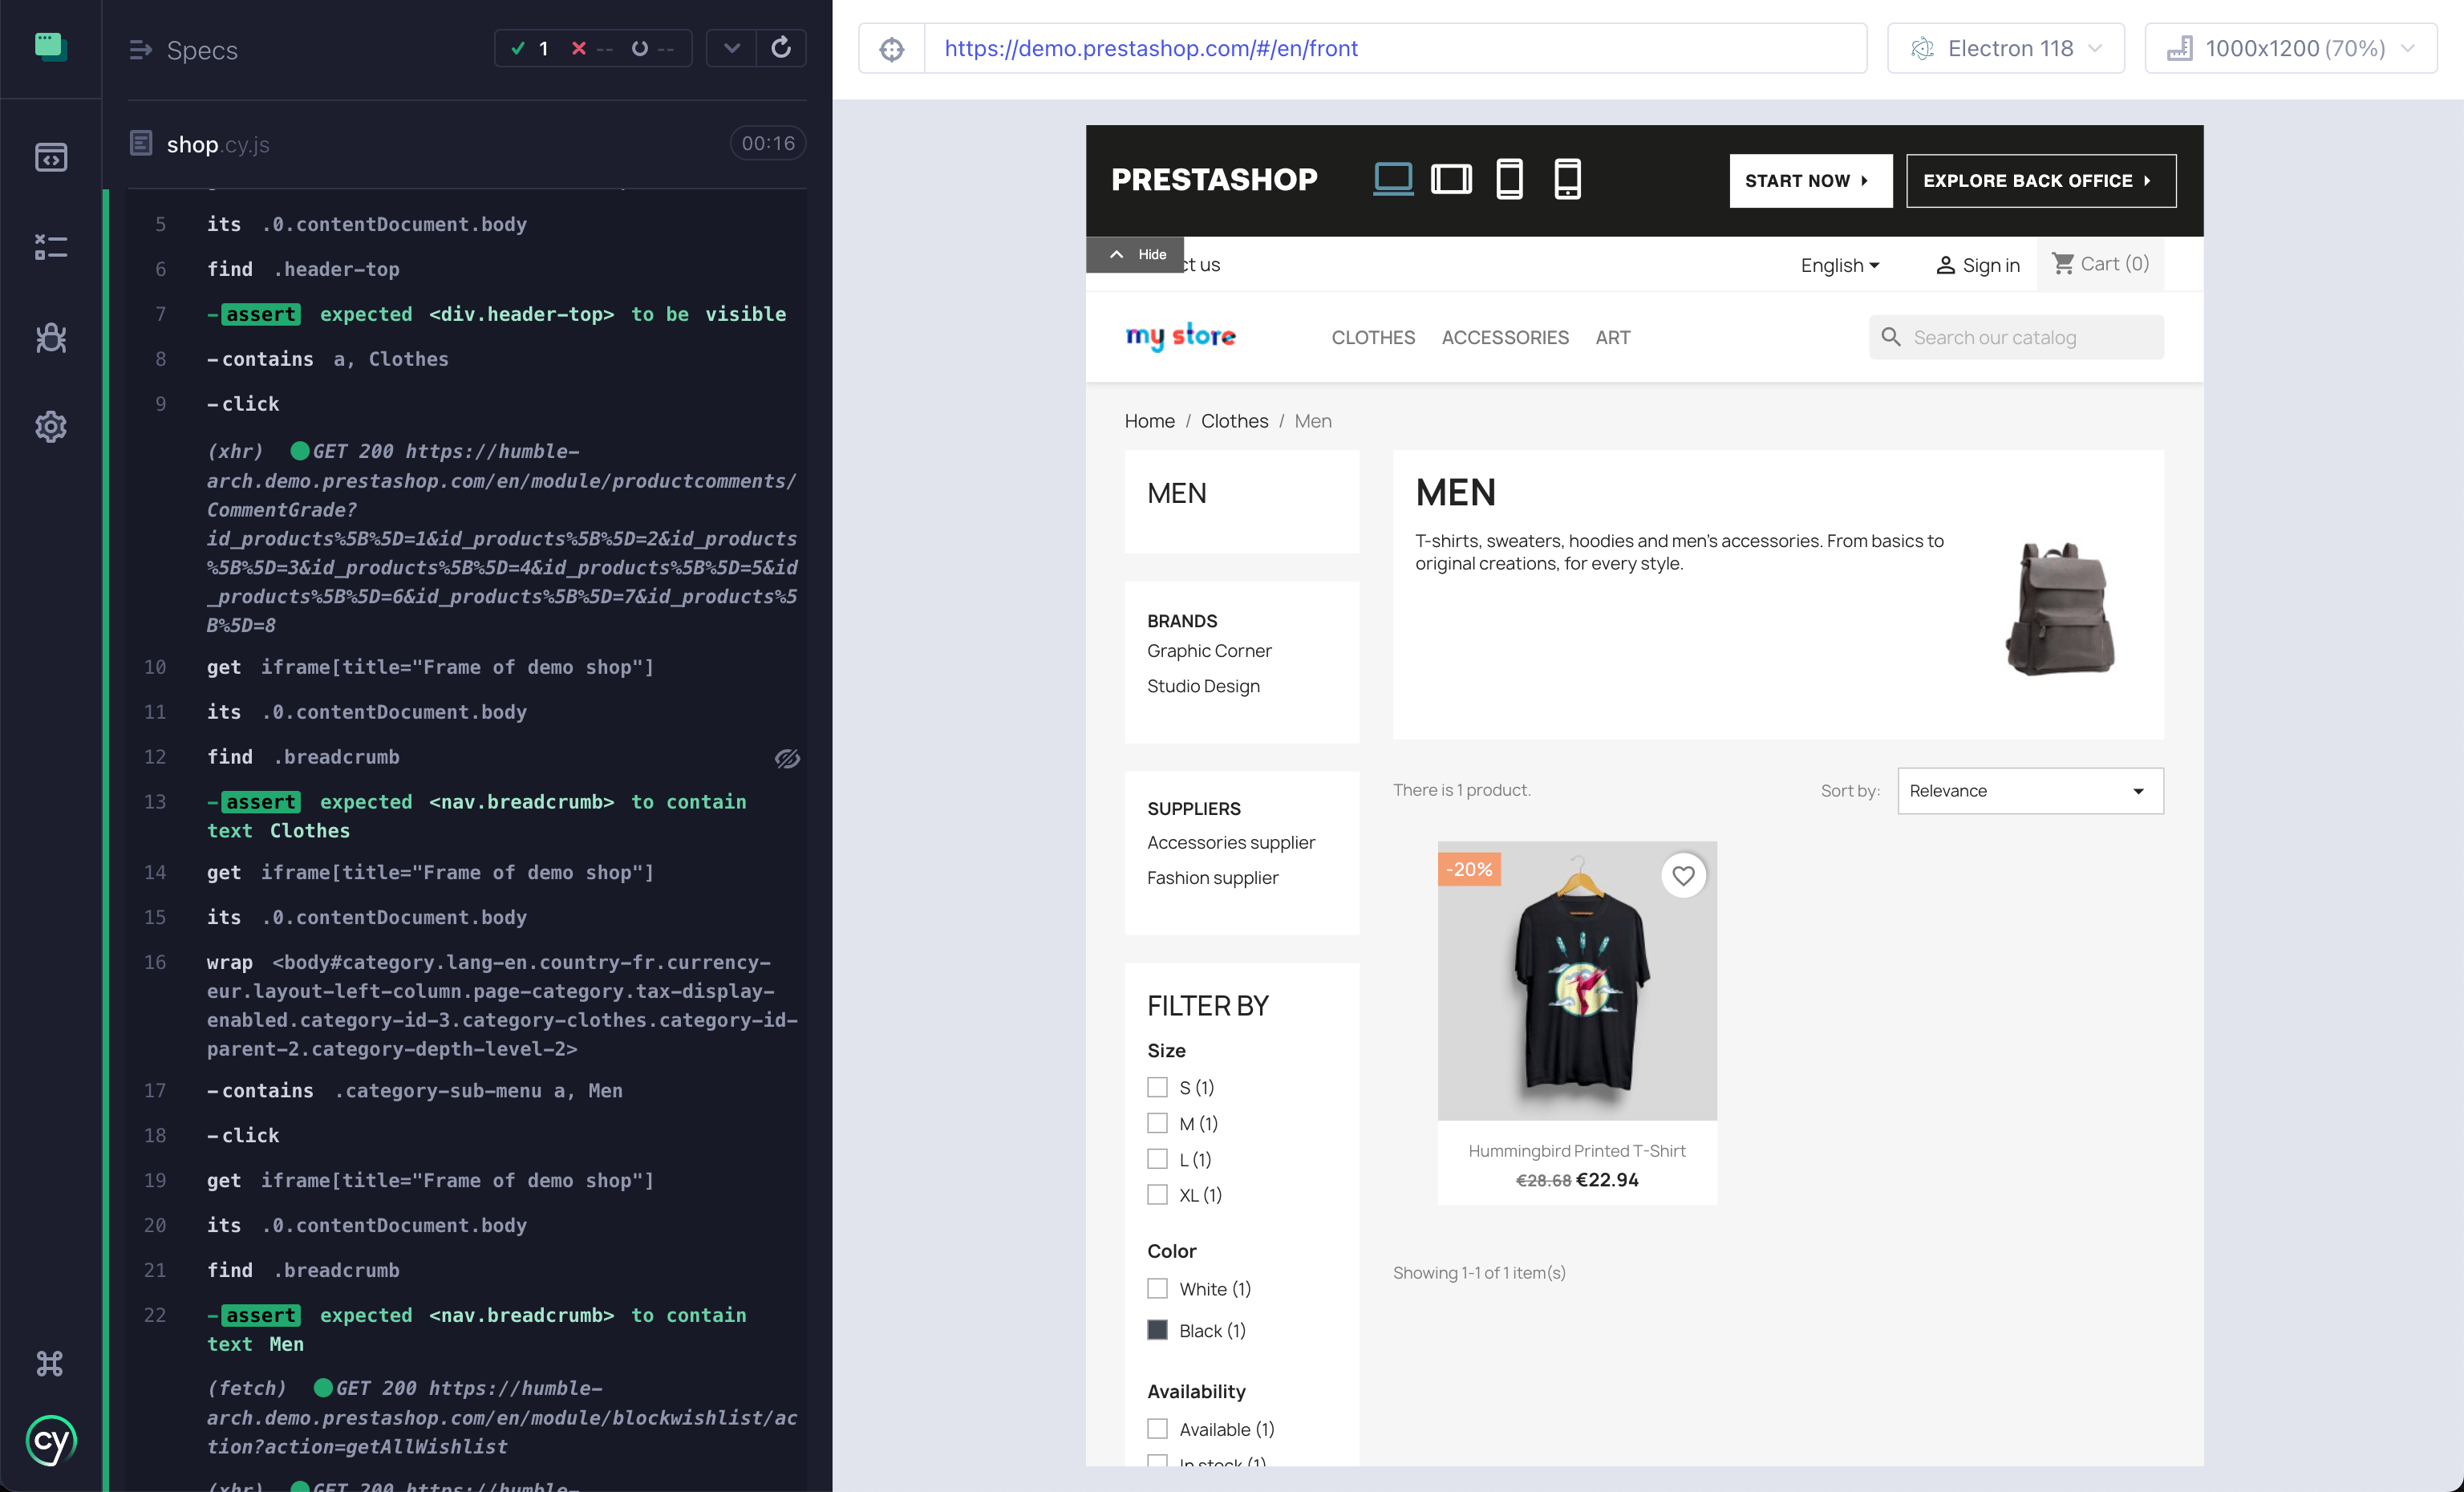 Specs
1 -- --
shop.cy.js
00:16
5 its .0.contentDocument.body
6 find .header-top
7 -assert expected <div.header-top> to be visible
8 -contains a, Clothes
9 -click
(xhr) GET 200 https://humble-
arch.demo.prestashop.com/en/module/productcomments/
CommentGrade?
id_products%5B%5D=1&id_products%5B%5D=2&id_products
%5B%5D=3&id_products%5B%5D=4&id_products%5B%5D=5&id
_products%5B%5D=6&id_products%5B%5D=7&id_products%5
B%5D=8
10 get iframe[title="Frame of demo shop"]
11 its .0.contentDocument.body
12 find .breadcrumb
13 -assert expected <nav.breadcrumb> to contain
text Clothes
14 get iframe[title="Frame of demo shop"]
15 its .0.contentDocument.body
16 wrap <body#category.lang-en.country-fr.currency-
eur.layout-left-column.page-category.tax-display-
enabled.category-id-3.category-clothes.category-id-
parent-2.category-depth-level-2>
17 -contains .category-sub-menu a, Men
18 -click
19 get iframe[title="Frame of demo shop"]
20 its .0.contentDocument.body
21 find .breadcrumb
22 -assert expected <nav.breadcrumb> to contain
text Men
(fetch) GET 200 https://humble-
arch.demo.prestashop.com/en/module/blockwishlist/ac
tion?action=getAllWishlist
(xhr) GET 200 https://humble-
cy
https://demo.prestashop.com/#/en/front
Electron 118
1000x1200 (70%)
PRESTASHOP
START NOW
EXPLORE BACK OFFICE
Hide
ct us
English
Sign in
Cart (0)
my store
CLOTHES
ACCESSORIES
ART
Search our catalog
Home / Clothes / Men
MEN
BRANDS
Graphic Corner
Studio Design
SUPPLIERS
Accessories supplier
Fashion supplier
FILTER BY
Size
S (1)
M (1)
L (1)
XL (1)
Color
White (1)
Black (1)
Availability
Available (1)
In stock (1)
MEN
T-shirts, sweaters, hoodies and men's accessories. From basics to
original creations, for every style.
There is 1 product.
Sort by:
Relevance
-20%
Hummingbird Printed T-Shirt
€28.68 €22.94
Showing 1-1 of 1 item(s)